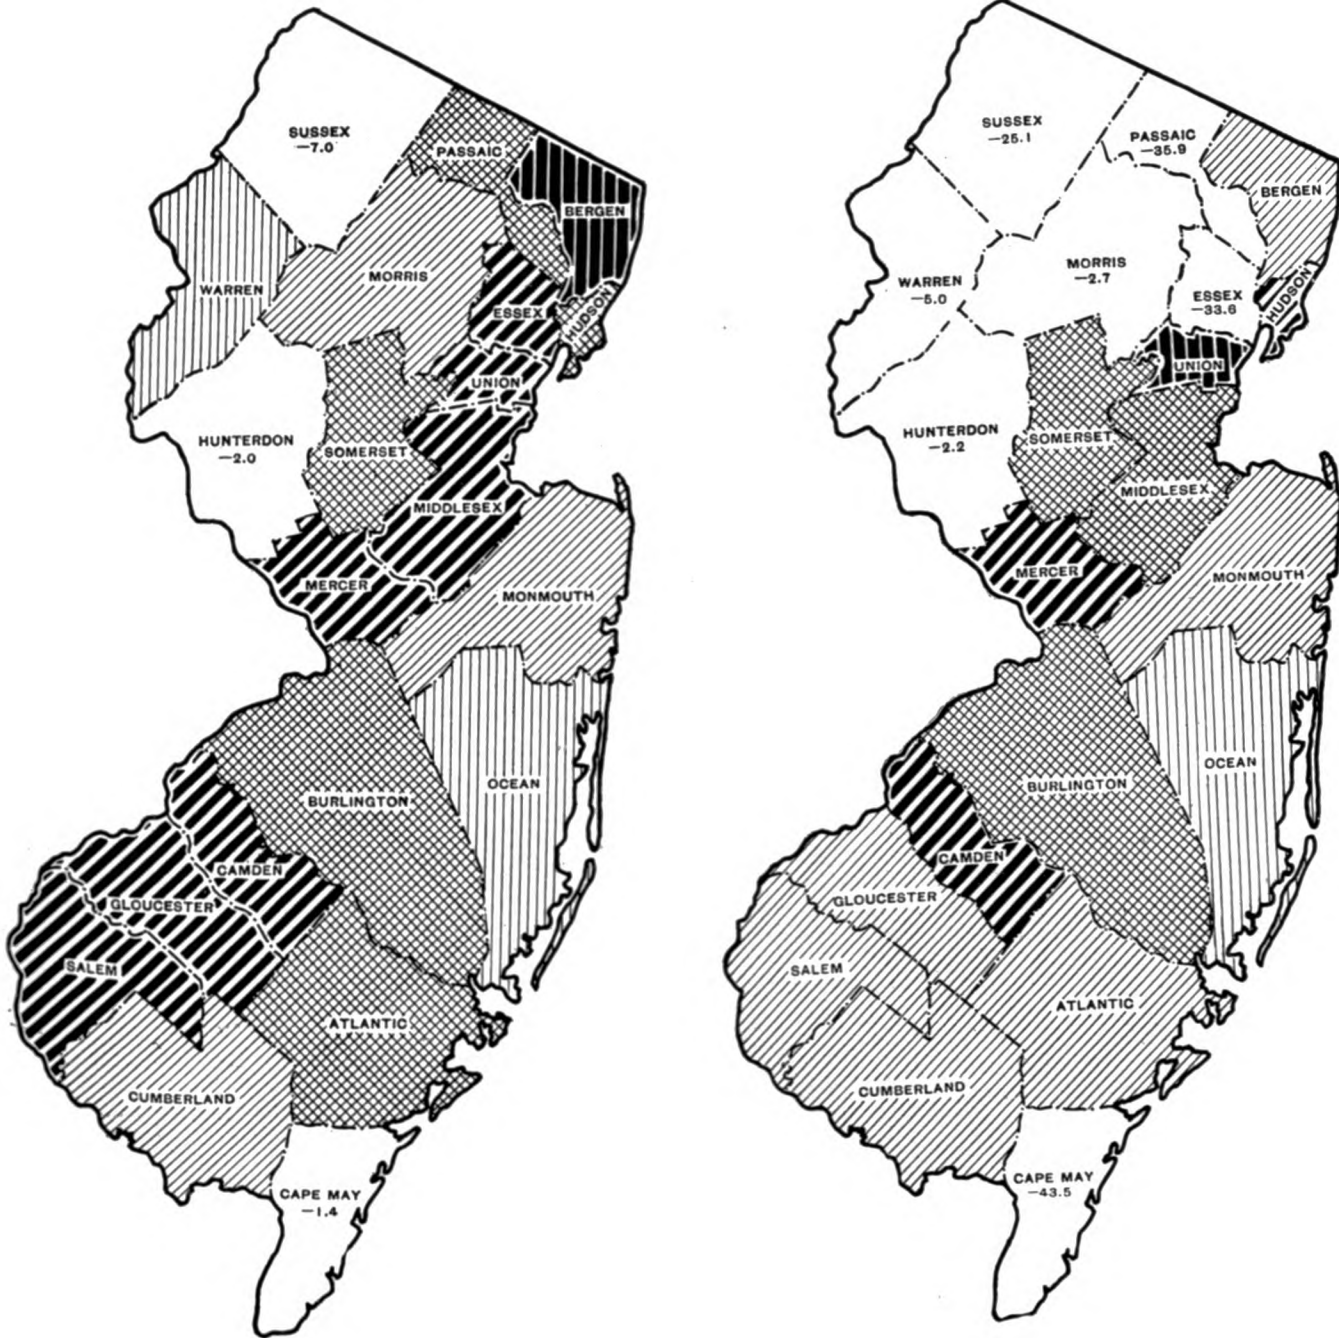 SUSSEX
—7.0
PASSAIC
BERGEN
WARREN
MORRIS
ESSEX
HUDSON
UNION
HUNTERDON
—2.0
SOMERSET
MIDDLESEX
MERCER
MONMOUTH
OCEAN
BURLINGTON
CAMDEN
GLOUCESTER
SALEM
ATLANTIC
CUMBERLAND
CAPE MAY
—1.4
SUSSEX
—25.1
PASSAIC
—35.9
BERGEN
WARREN
—5.0
MORRIS
—2.7
ESSEX
—33.6
HUDSON
UNION
HUNTERDON
—2.2
SOMERSET
MIDDLESEX
MERCER
MONMOUTH
OCEAN
BURLINGTON
CAMDEN
GLOUCESTER
SALEM
ATLANTIC
CUMBERLAND
CAPE MAY
—43.5